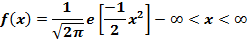 f(x) = 1/√2π e [-1/2 x²] - ∞ < x < ∞